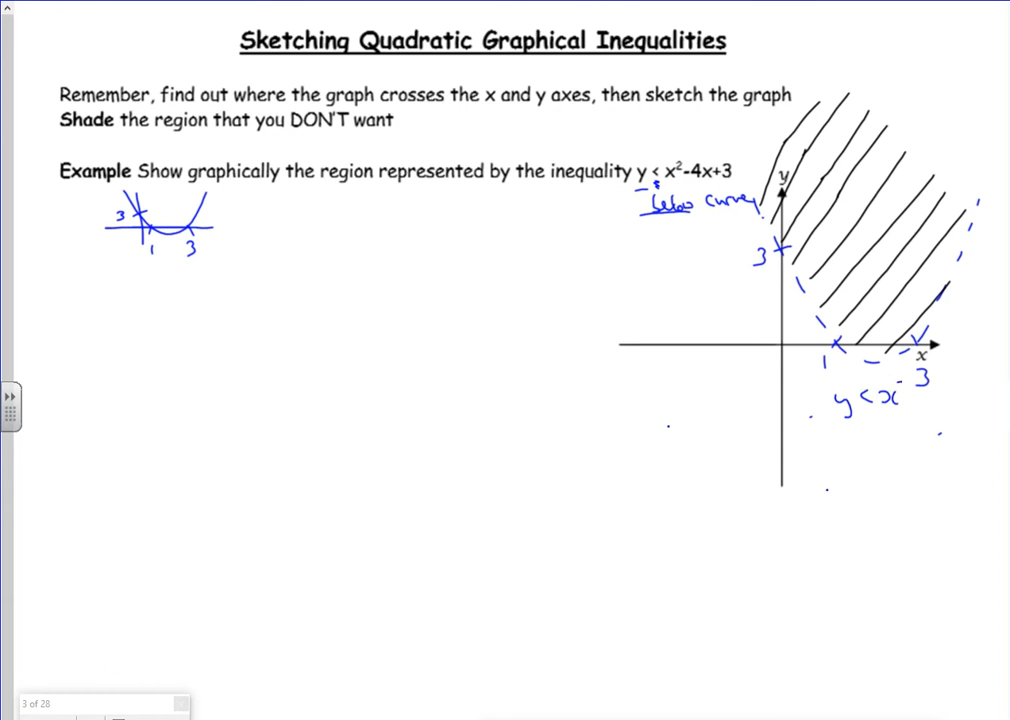 Sketching Quadratic Graphical Inequalities
Remember, find out where the graph crosses the x and y axes, then sketch the graph
Shade the region that you DON'T want
Example Show graphically the region represented by the inequality y < x²-4x+3
below curve
3
1 3
y
3
x
1
3
y < x
3 of 28